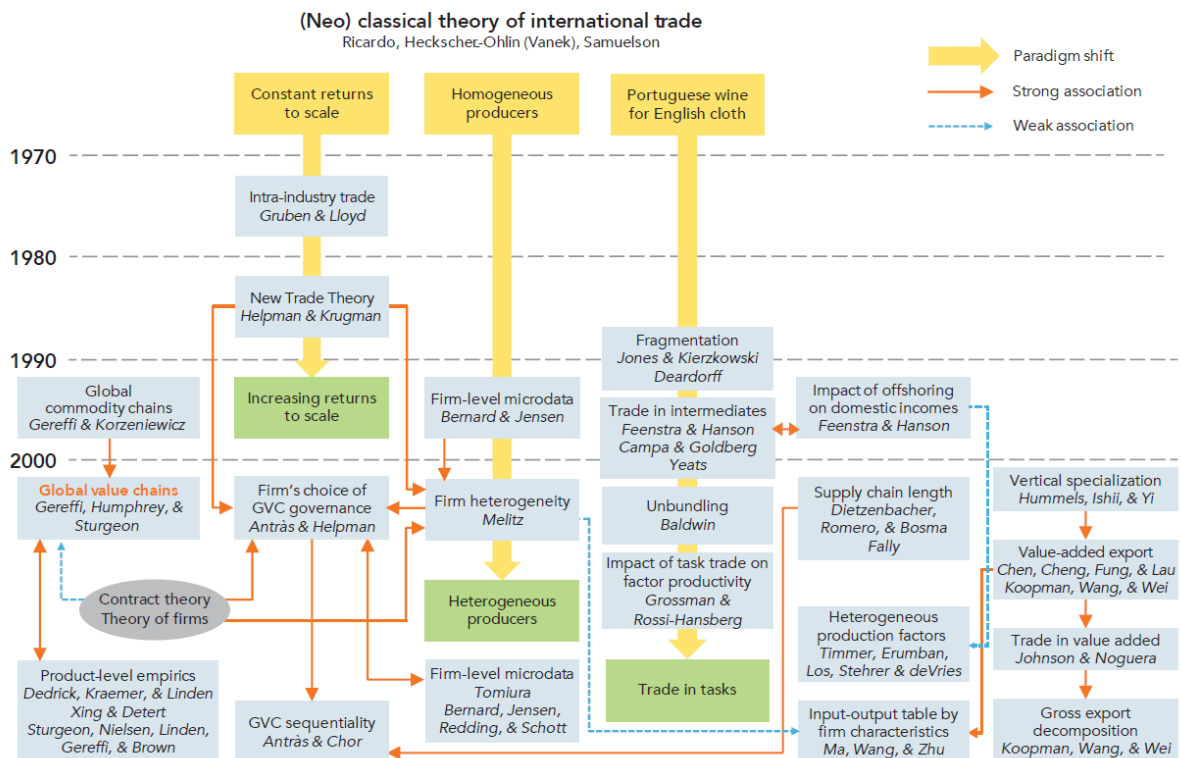 (Neo) classical theory of international trade
Ricardo, Heckscher-Ohlin (Vanek), Samuelson
Paradigm shift
Strong association
Weak association
Constant returns
to scale
Homogeneous
producers
Portuguese wine
for English cloth
1970
Intra-industry trade
Gruben & Lloyd
1980
New Trade Theory
Helpman & Krugman
Fragmentation
Jones & Kierzkowski
Deardorff
1990
Global
commodity chains
Gereffi & Korzeniewicz
Increasing returns
to scale
Firm-level microdata
Bernard & Jensen
Trade in intermediates
Feenstra & Hanson
Campa & Goldberg
Yeats
Impact of offshoring
on domestic incomes
Feenstra & Hanson
2000
Global value chains
Gereffi, Humphrey, &
Sturgeon
Firm's choice of
GVC governance
Antràs & Helpman
Firm heterogeneity
Melitz
Unbundling
Baldwin
Supply chain length
Dietzenbacher,
Romero, & Bosma
Fally
Vertical specialization
Hummels, Ishii, & Yi
Contract theory
Theory of firms
Heterogeneous
producers
Impact of task trade on
factor productivity
Grossman &
Rossi-Hansberg
Value-added export
Chen, Cheng, Fung, & Lau
Koopman, Wang, & Wei
Heterogeneous
production factors
Timmer, Erumban,
Los, Stehrer & deVries
Trade in value added
Johnson & Noguera
Product-level empirics
Dedrick, Kraemer, & Linden
Xing & Detert
Sturgeon, Nielsen, Linden,
Gereffi, & Brown
GVC sequentiality
Antràs & Chor
Firm-level microdata
Tomiura
Bernard, Jensen,
Redding, & Schott
Trade in tasks
Input-output table by
firm characteristics
Ma, Wang, & Zhu
Gross export
decomposition
Koopman, Wang, & Wei